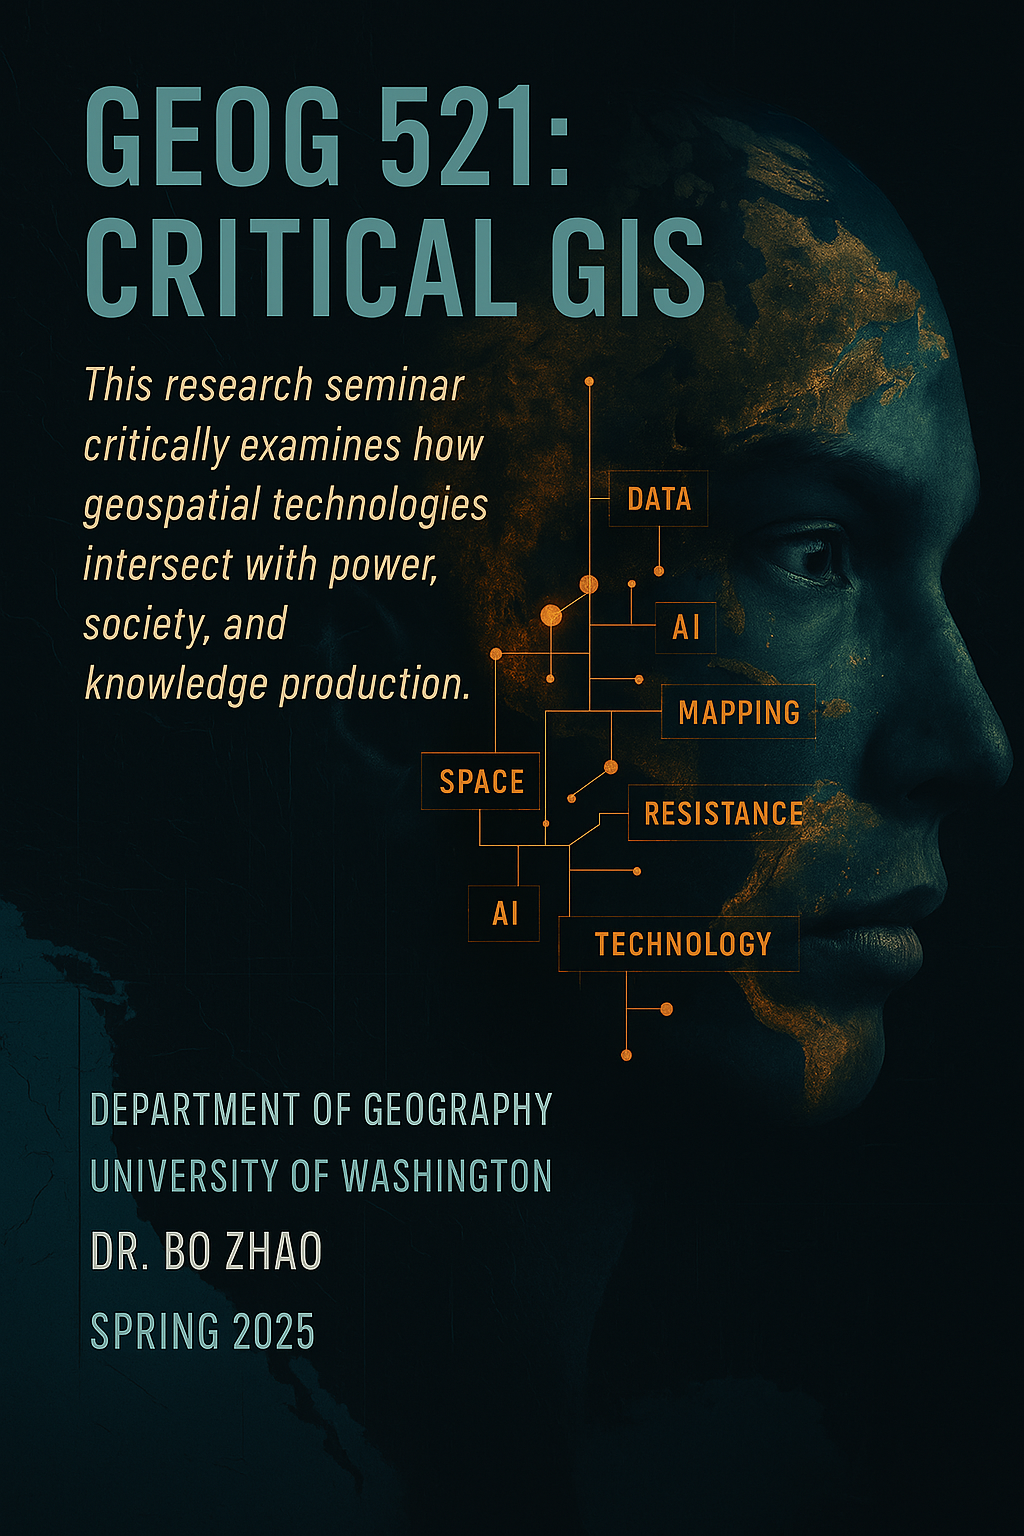 GEOG 521:
CRITICAL GIS
This research seminar
critically examines how
geospatial technologies
intersect with power,
society, and
knowledge production.
DATA
AI
MAPPING
SPACE
RESISTANCE
AI
TECHNOLOGY
DEPARTMENT OF GEOGRAPHY
UNIVERSITY OF WASHINGTON
DR. BO ZHAO
SPRING 2025